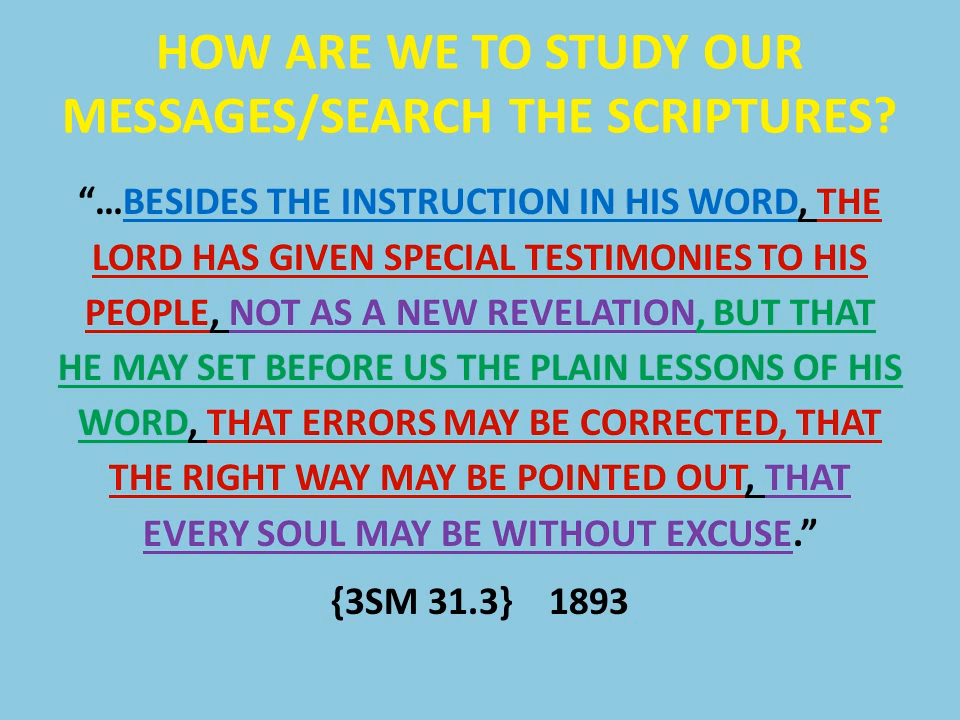 HOW ARE WE TO STUDY OUR
MESSAGES/SEARCH THE SCRIPTURES?
“…BESIDES THE INSTRUCTION IN HIS WORD, THE
LORD HAS GIVEN SPECIAL TESTIMONIES TO HIS
PEOPLE, NOT AS A NEW REVELATION, BUT THAT
HE MAY SET BEFORE US THE PLAIN LESSONS OF HIS
WORD, THAT ERRORS MAY BE CORRECTED, THAT
THE RIGHT WAY MAY BE POINTED OUT, THAT
EVERY SOUL MAY BE WITHOUT EXCUSE.”
{3SM 31.3} 1893